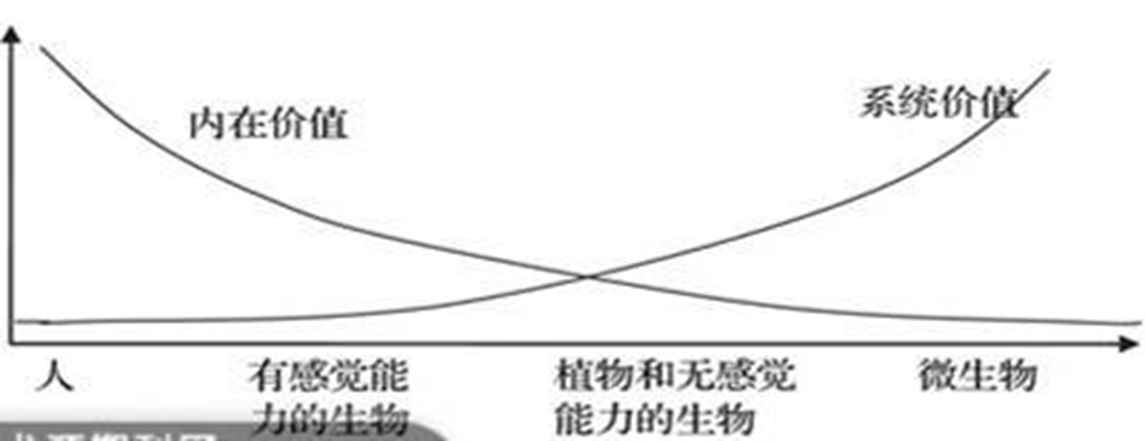 内在价值
系统价值
人
有感觉能
力的生物
植物和无感觉
能力的生物
微生物